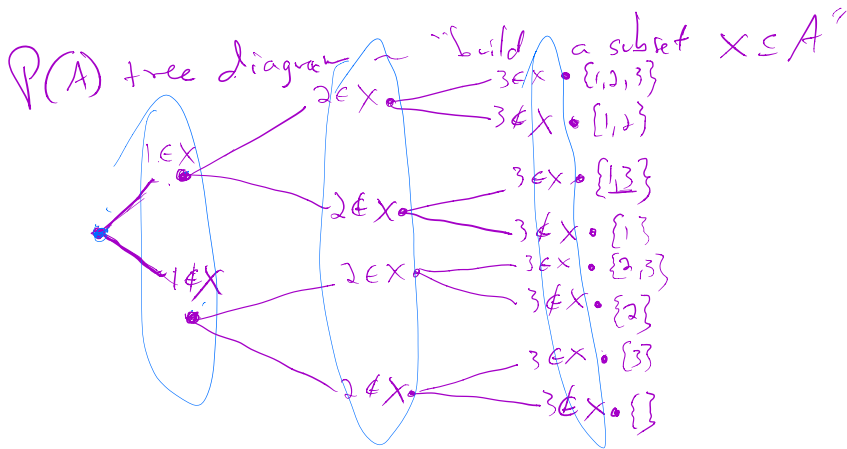 P(A) tree diagram ~ "build a subset X ⊆ A"
3∈X {1,2,3}
2∈X
3∉X {1,2}
1∈X
3∈X {1,3}
2∉X
3∉X {1}
3∈X {2,3}
2∈X
1∉X
3∉X {2}
3∈X {3}
2∉X
3∉X {}